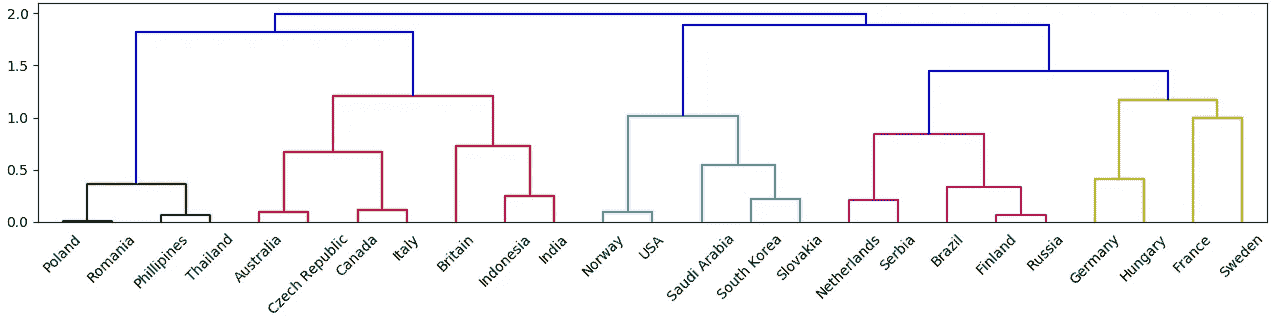 2.0
1.5
1.0
0.5
0.0
Poland
Romania
Phillipines
Thailand
Australia
Czech Republic
Canada
Italy
Britain
Indonesia
India
Norway
USA
Saudi Arabia
South Korea
Slovakia
Netherlands
Serbia
Brazil
Finland
Russia
Germany
Hungary
France
Sweden